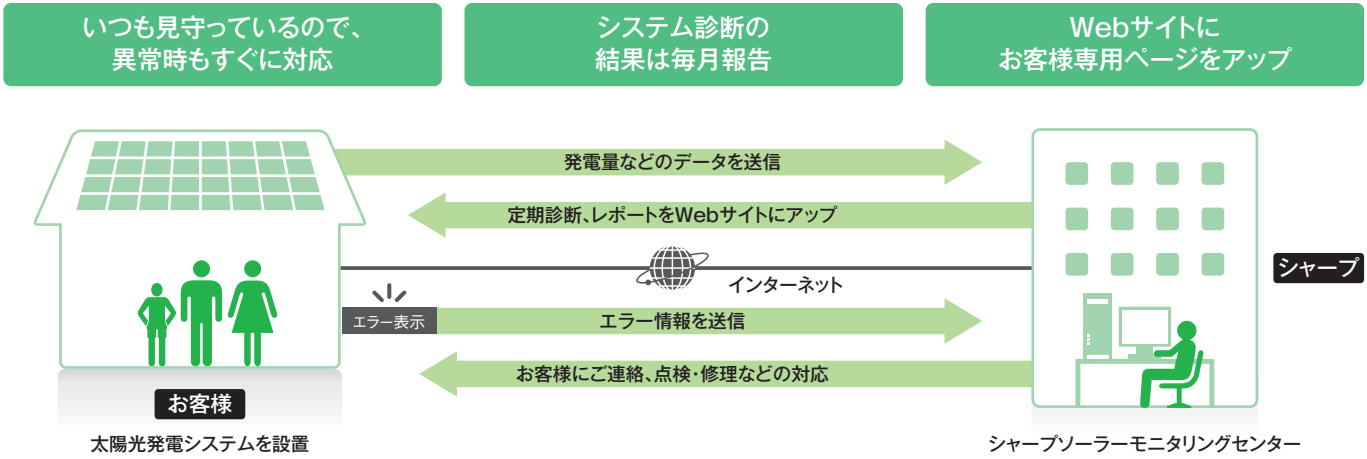 いつも見守っているので、
異常時もすぐに対応
システム診断の
結果は毎月報告
Webサイトに
お客様専用ページをアップ
発電量などのデータを送信
定期診断、レポートをWebサイトにアップ
インターネット
シャープ
エラー表示
エラー情報を送信
お客様にご連絡、点検・修理などの対応
お客様
太陽光発電システムを設置
シャープソーラーモニタリングセンター